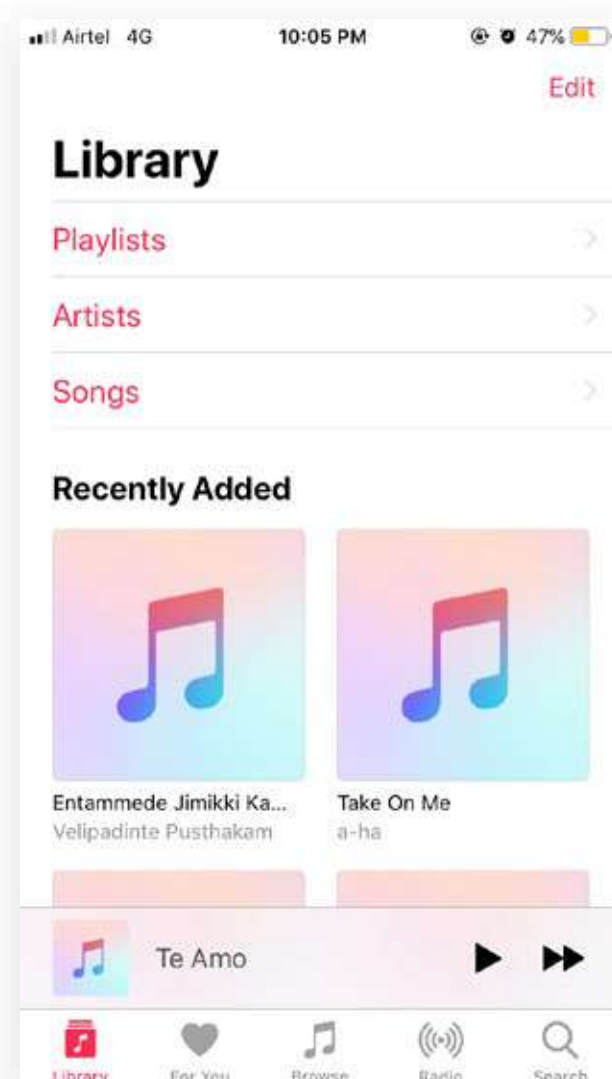 Airtel 4G 10:05 PM 47%
Edit
Library
Playlists
Artists
Songs
Recently Added
Entammede Jimikki Ka... Take On Me
Velipadinte Pusthakam a-ha
Te Amo
Library For You Browse Radio Search